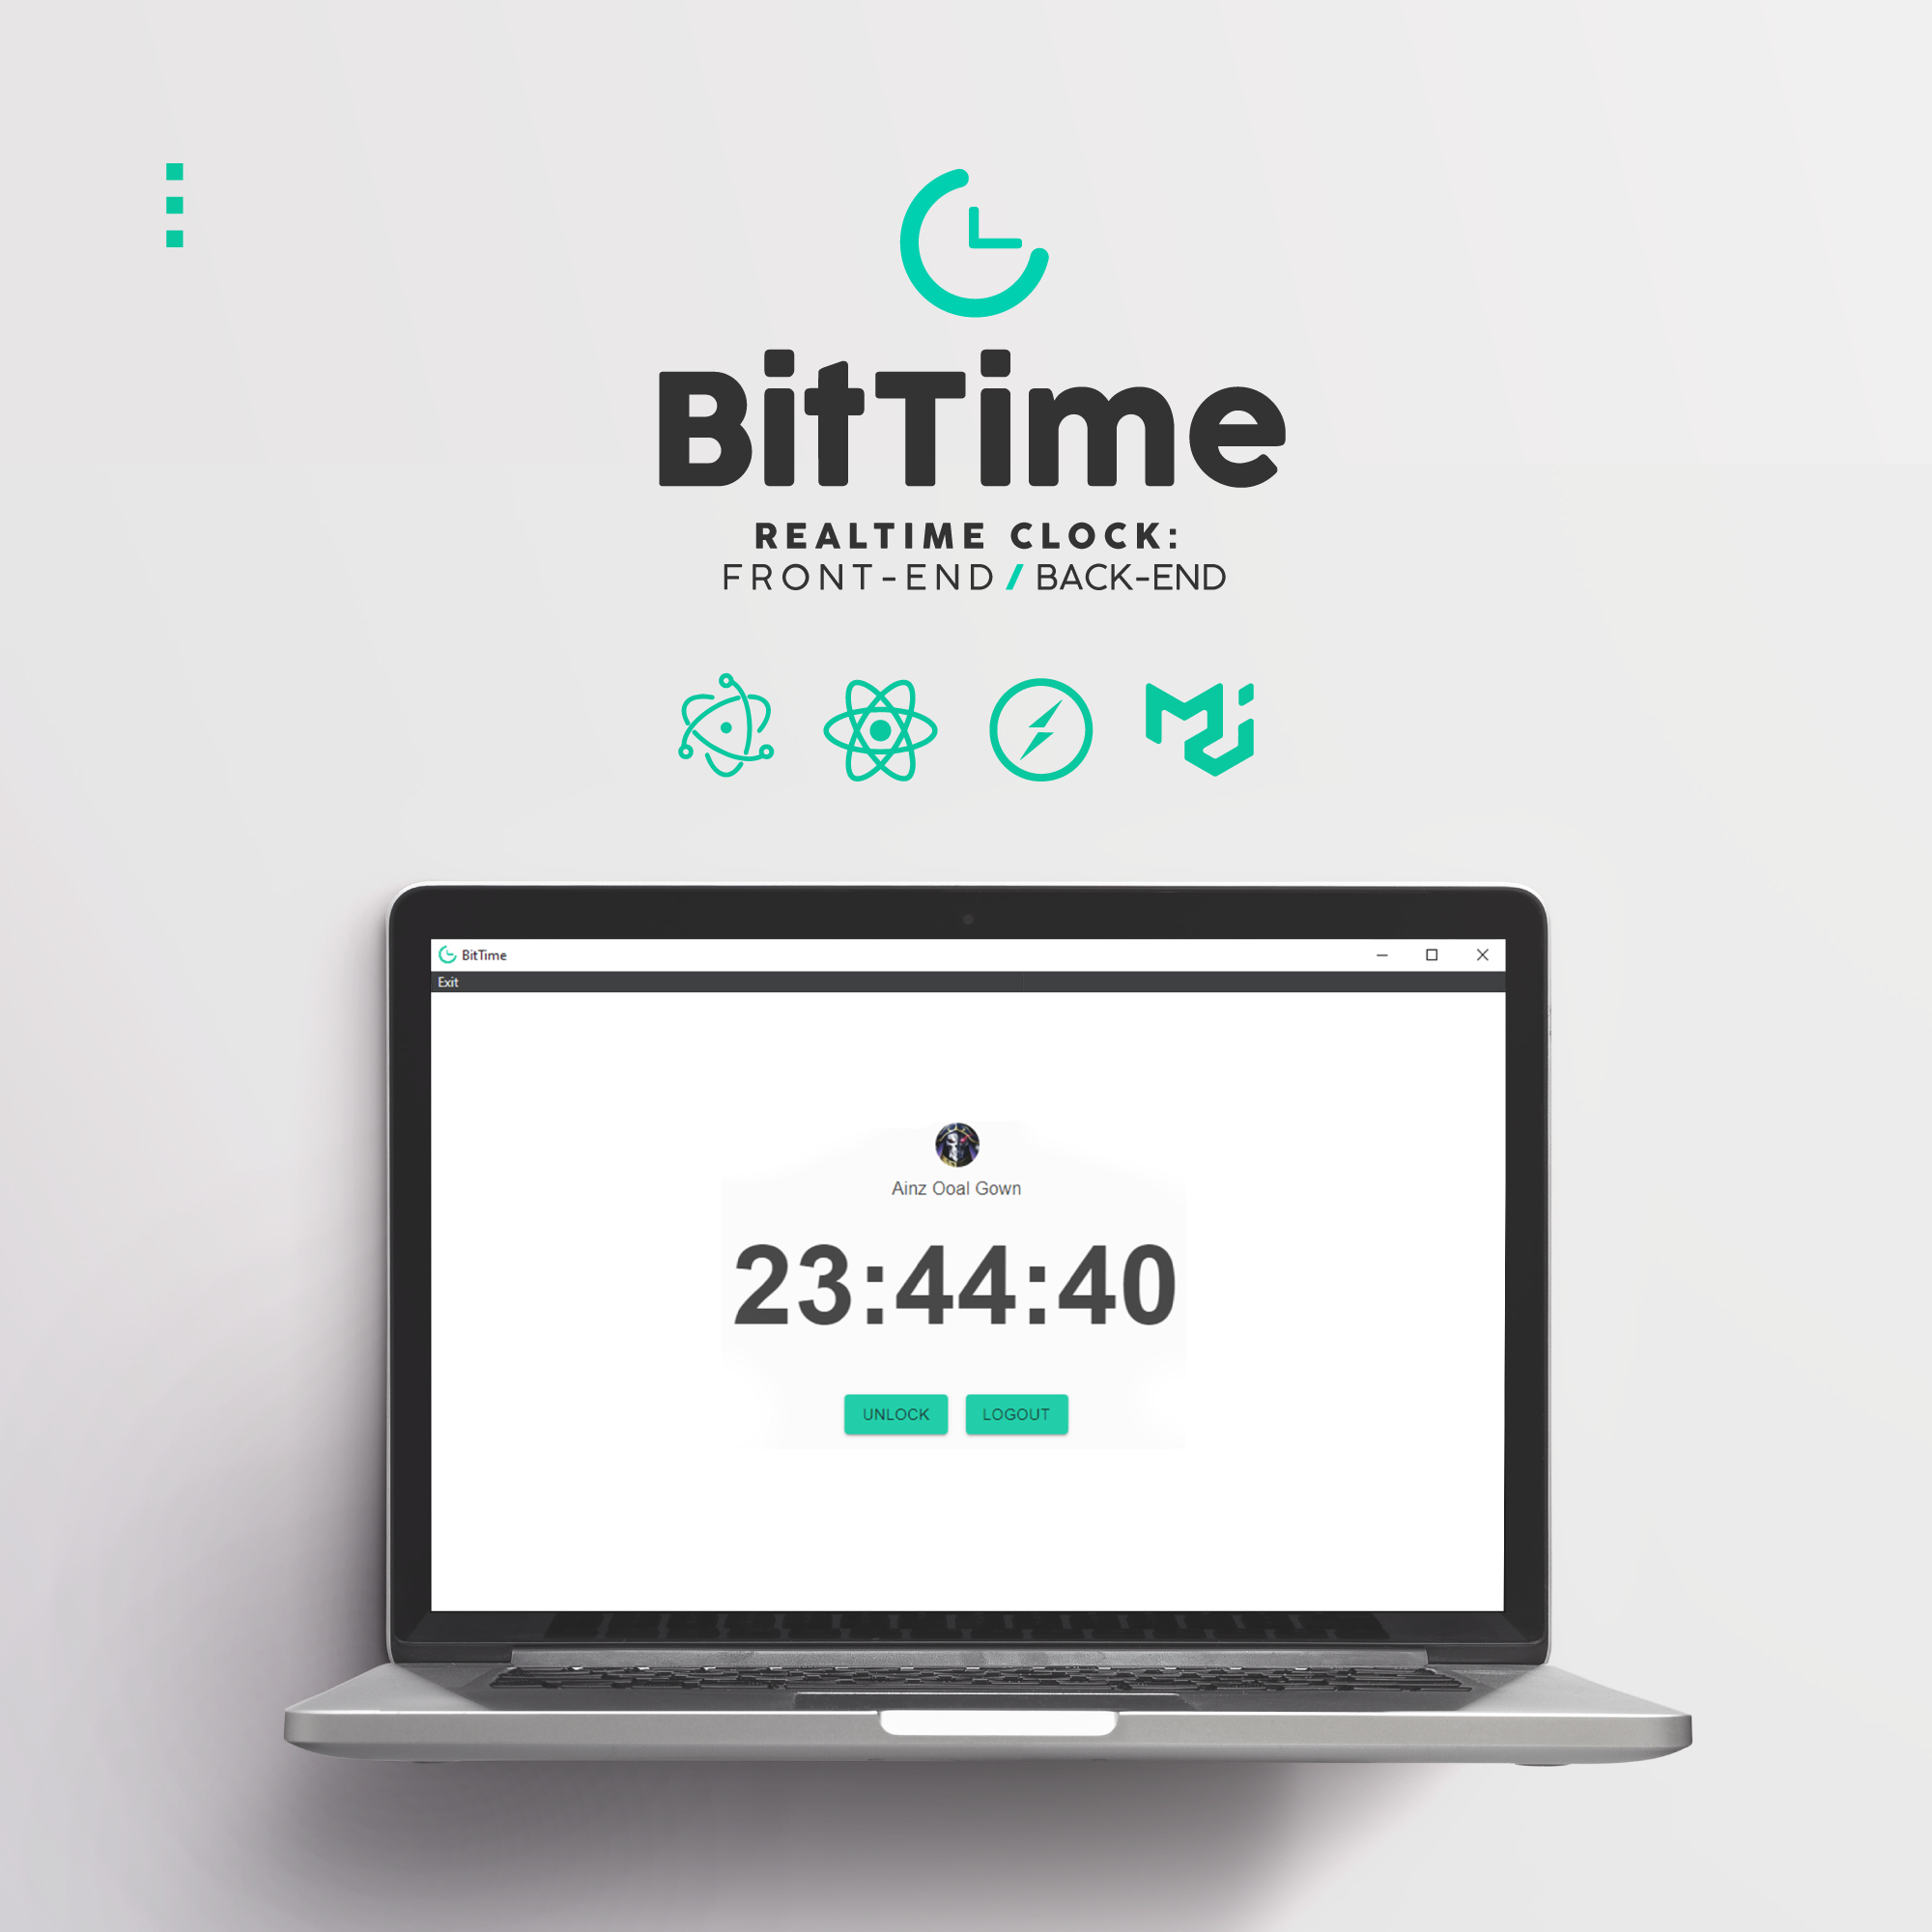 BitTime
REALTIME CLOCK:
FRONT-END / BACK-END
BitTime
Exit
Ainz Ooal Gown
23:44:40
UNLOCK
LOGOUT